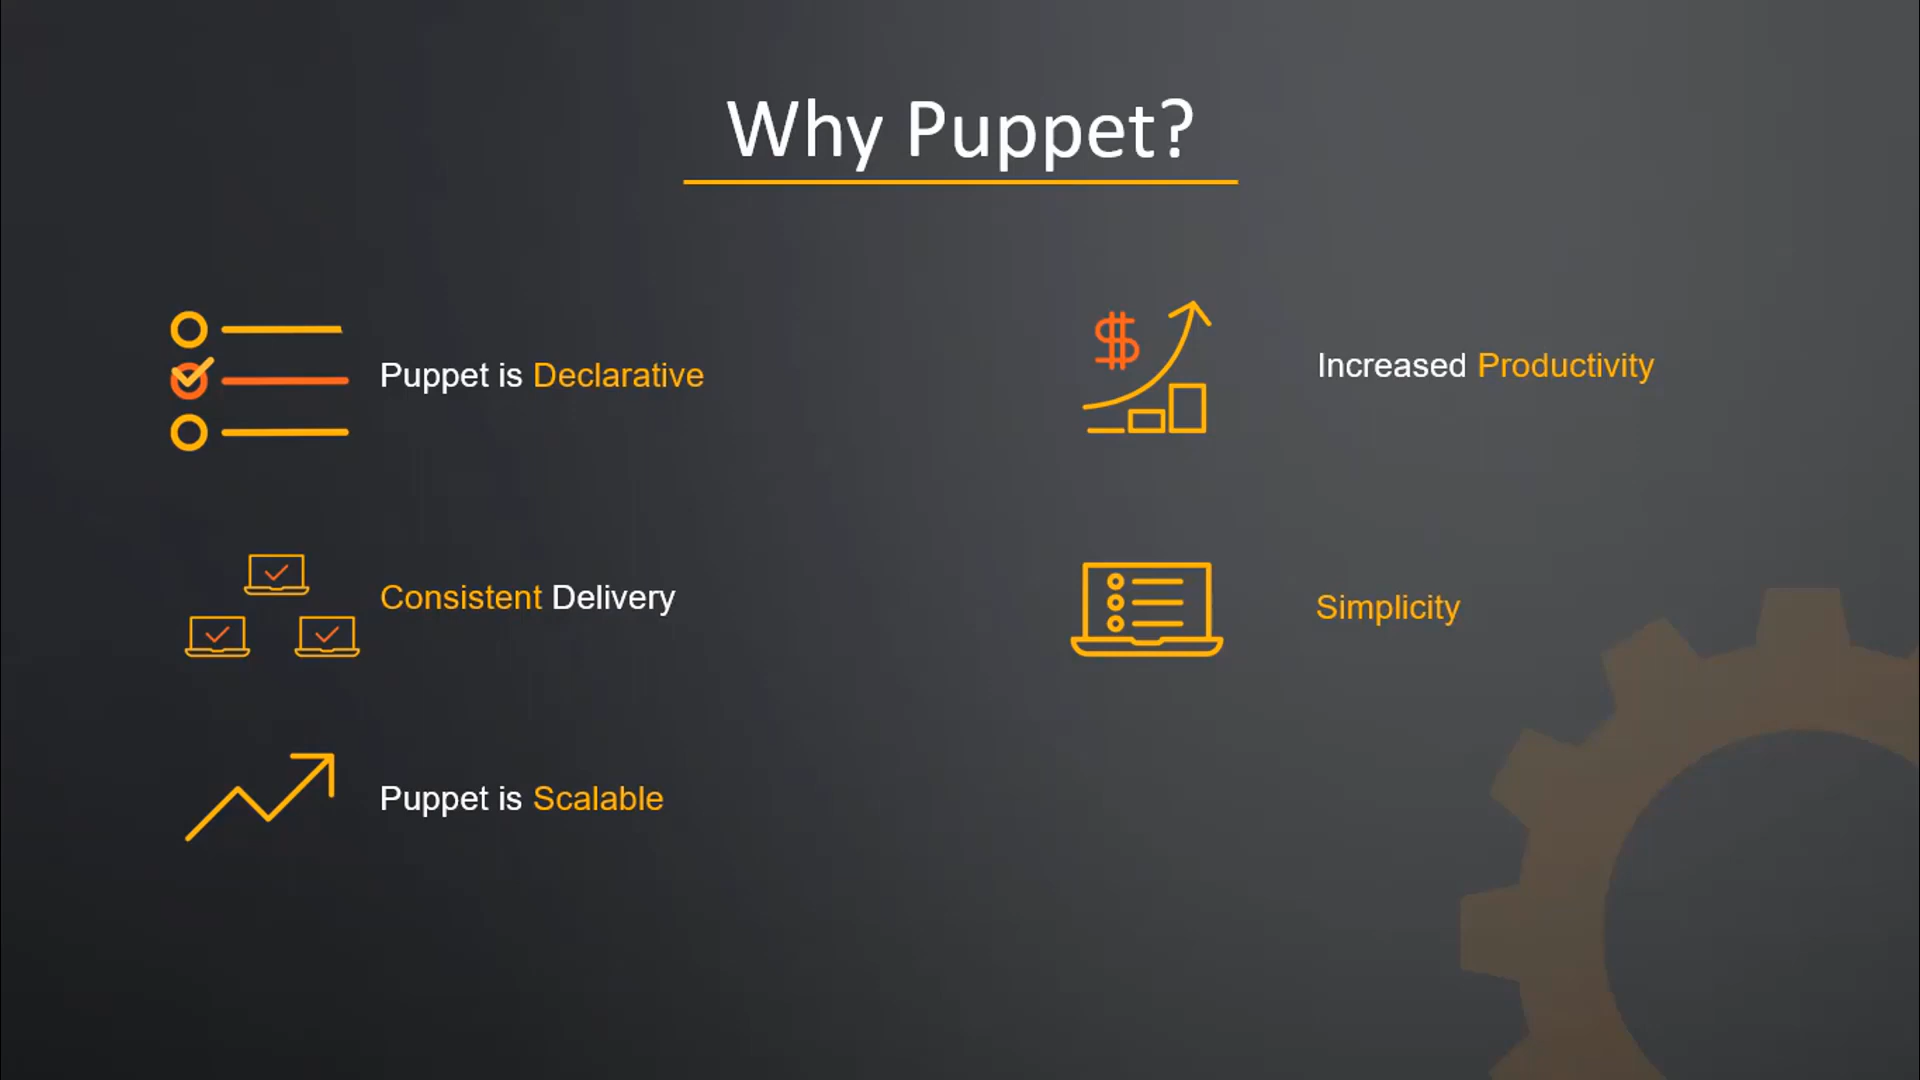 Why Puppet?
Puppet is Declarative
Consistent Delivery
Puppet is Scalable
Increased Productivity
Simplicity